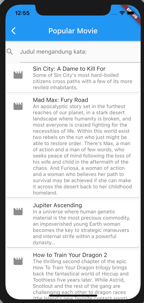 12:55
Popular Movie
Judul mengandung kata:
Sin City: A Dame to Kill For
Some of Sin City's most hard-boiled
citizens cross paths with a few of its more
reviled inhabitants.
Mad Max: Fury Road
An apocalyptic story set in the furthest
reaches of our planet, in a stark desert
landscape where humanity is broken, and
most everyone is crazed fighting for the
necessities of life. Within this world exist
two rebels on the run who just might be
able to restore order. There's Max, a man
of action and a man of few words, who
seeks peace of mind following the loss of
his wife and child in the aftermath of the
chaos. And Furiosa, a woman of action
and a woman who believes her path to
survival may be achieved if she can make
it across the desert back to her childhood
homeland.
Jupiter Ascending
In a universe where human genetic
material is the most precious commodity,
an impoverished young Earth woman
becomes the key to strategic maneuvers
and internal strife within a powerful
dynasty…
How to Train Your Dragon 2
The thrilling second chapter of the epic
How To Train Your Dragon trilogy brings
back the fantastical world of Hiccup and
Toothless five years later. While Astrid,
Snotlout and the rest of the gang are
challenging each other to dragon races